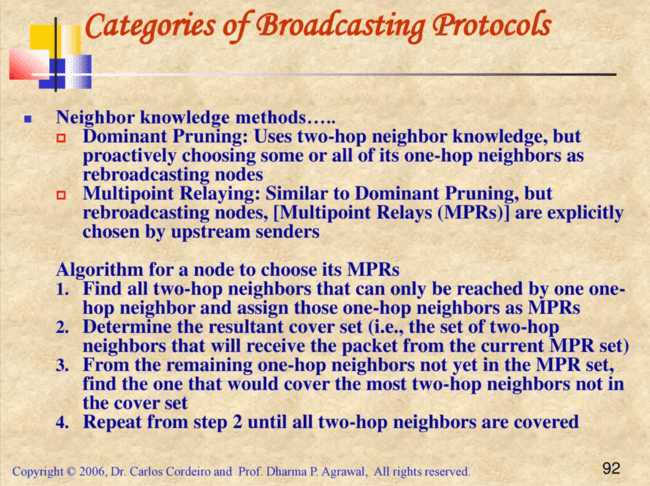 Categories of Broadcasting Protocols
Neighbor knowledge methods…..
Dominant Pruning: Uses two-hop neighbor knowledge, but
proactively choosing some or all of its one-hop neighbors as
rebroadcasting nodes
Multipoint Relaying: Similar to Dominant Pruning, but
rebroadcasting nodes, [Multipoint Relays (MPRs)] are explicitly
chosen by upstream senders
Algorithm for a node to choose its MPRs
1. Find all two-hop neighbors that can only be reached by one one-
hop neighbor and assign those one-hop neighbors as MPRs
2. Determine the resultant cover set (i.e., the set of two-hop
neighbors that will receive the packet from the current MPR set)
3. From the remaining one-hop neighbors not yet in the MPR set,
find the one that would cover the most two-hop neighbors not in
the cover set
4. Repeat from step 2 until all two-hop neighbors are covered
Copyright © 2006, Dr. Carlos Cordeiro and Prof. Dharma P. Agrawal, All rights reserved.
92